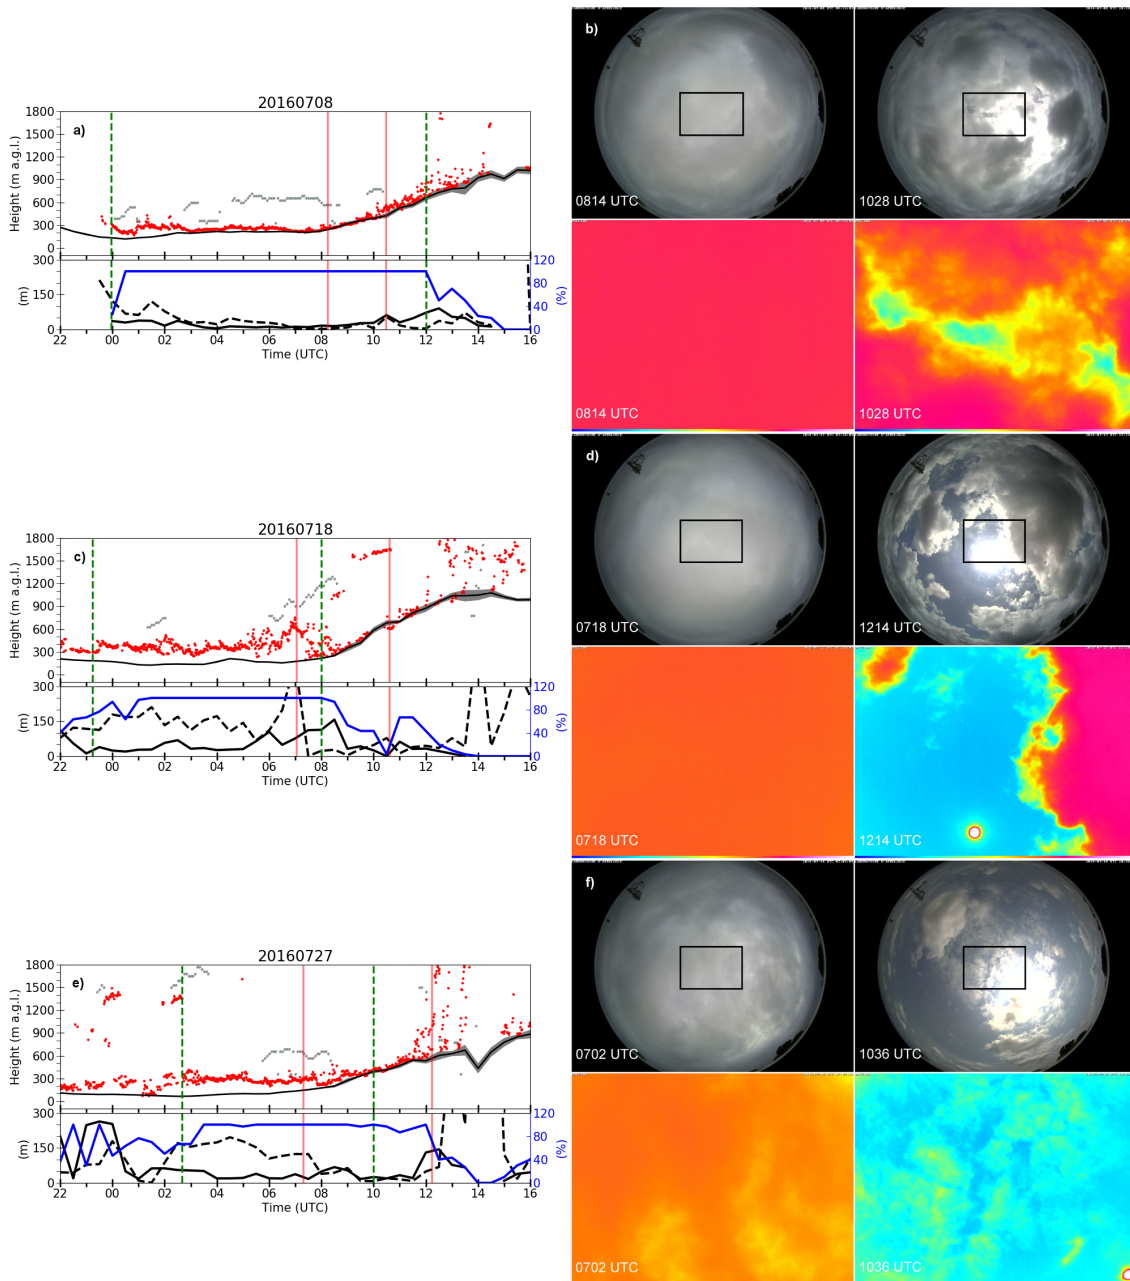 20160708
a)
Height (m a.g.l.)
1800
1500
1200
900
600
300
0
300
150
0
(m)
120
80
40
0
(%)
22 00 02 04 06 08 10 12 14 16
Time (UTC)
b)
0814 UTC
1028 UTC
0814 UTC
1028 UTC
20160718
c)
Height (m a.g.l.)
1800
1500
1200
900
600
300
0
300
150
0
(m)
120
80
40
0
(%)
22 00 02 04 06 08 10 12 14 16
Time (UTC)
d)
0718 UTC
1214 UTC
0718 UTC
1214 UTC
20160727
e)
Height (m a.g.l.)
1800
1500
1200
900
600
300
0
300
150
0
(m)
120
80
40
0
(%)
22 00 02 04 06 08 10 12 14 16
Time (UTC)
f)
0702 UTC
1036 UTC
0702 UTC
1036 UTC